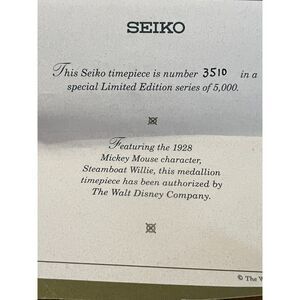 SEIKO
This Seiko timepiece is number 3510 in a
special Limited Edition series of 5,000.
Featuring the 1928
Mickey Mouse character,
Steamboat Willie, this medallion
timepiece has been authorized by
The Walt Disney Company.
© The W